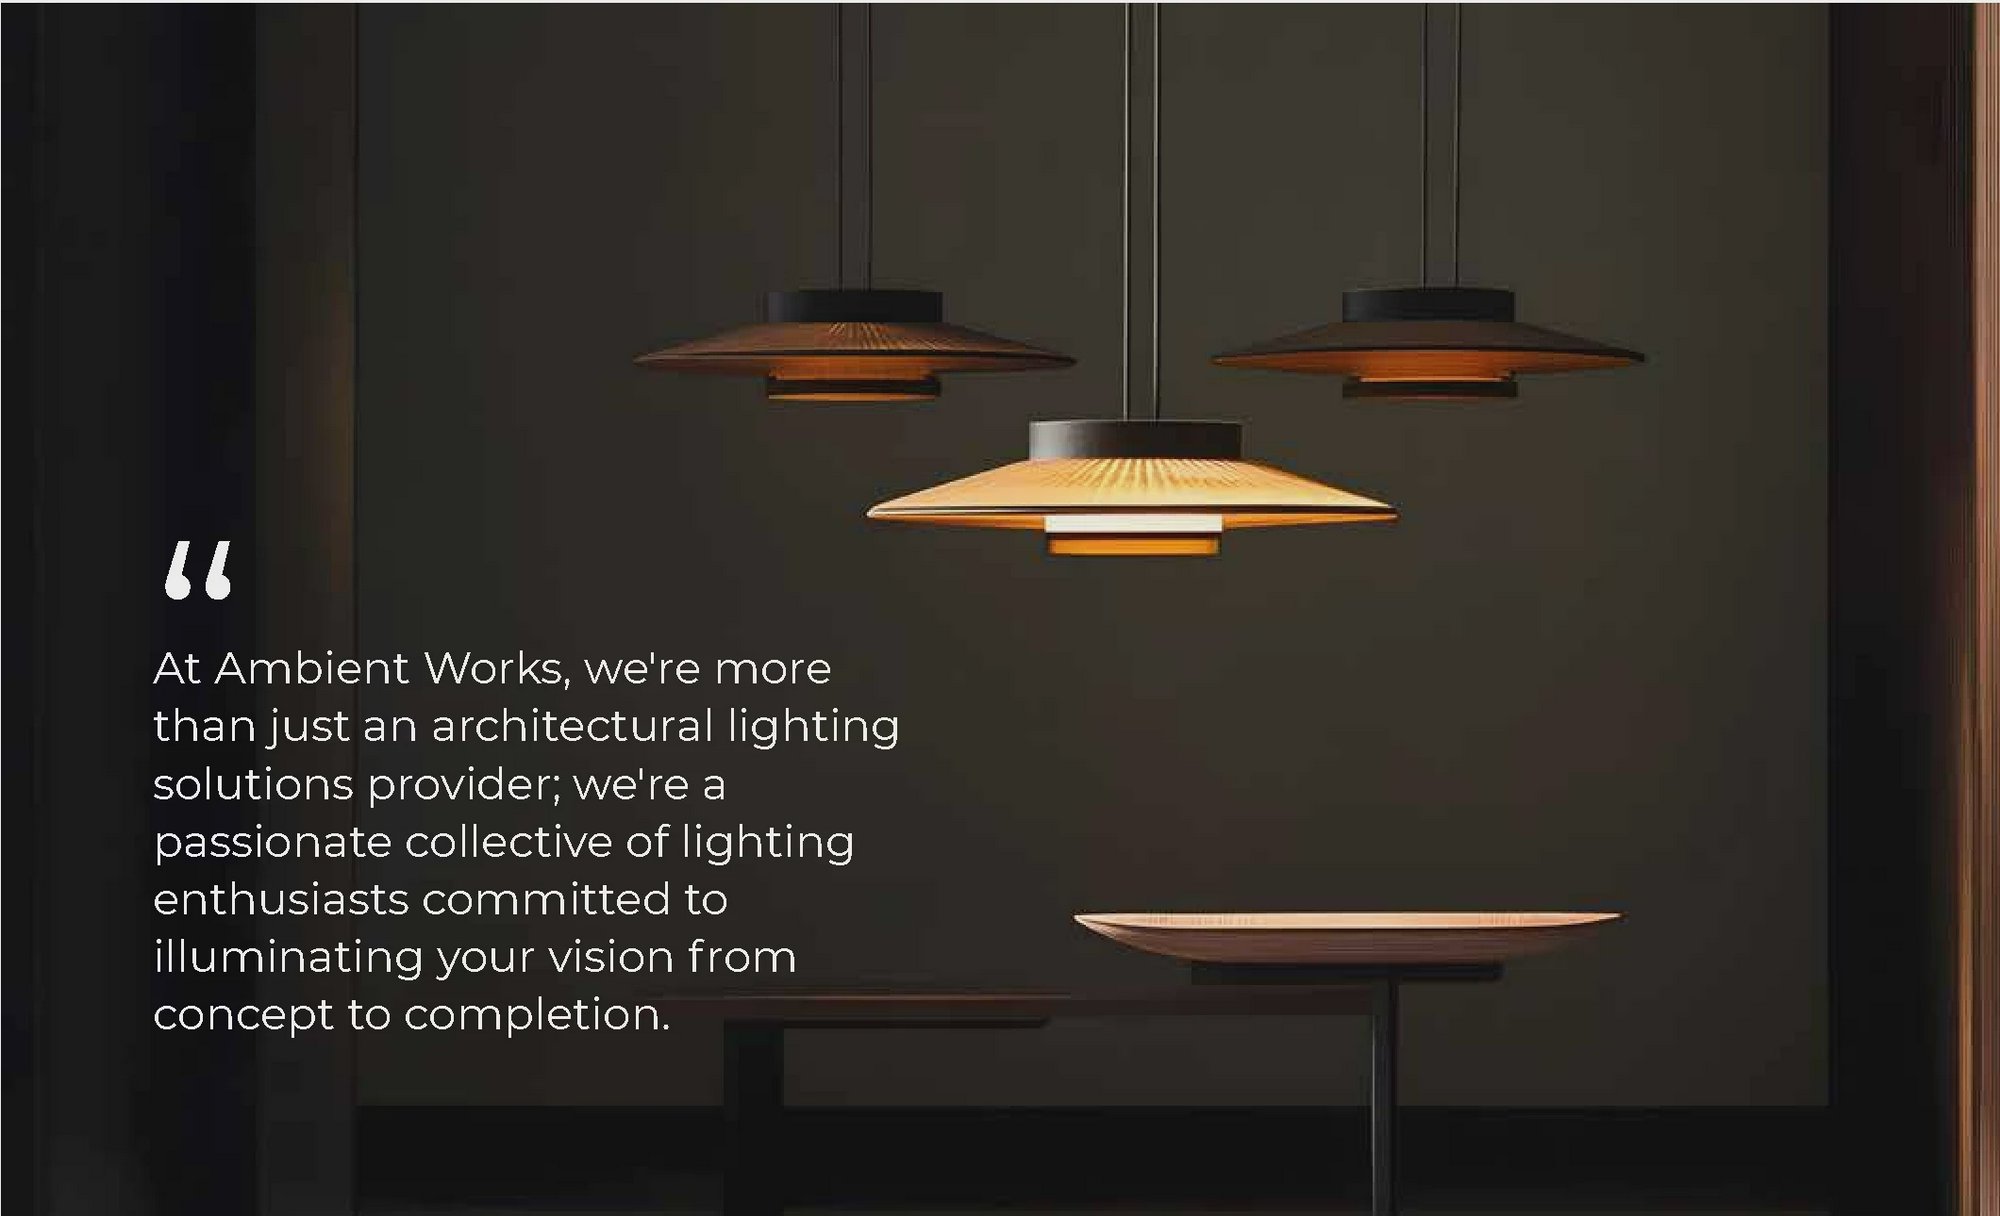 “
At Ambient Works, we're more
than just an architectural lighting
solutions provider; we're a
passionate collective of lighting
enthusiasts committed to
illuminating your vision from
concept to completion.